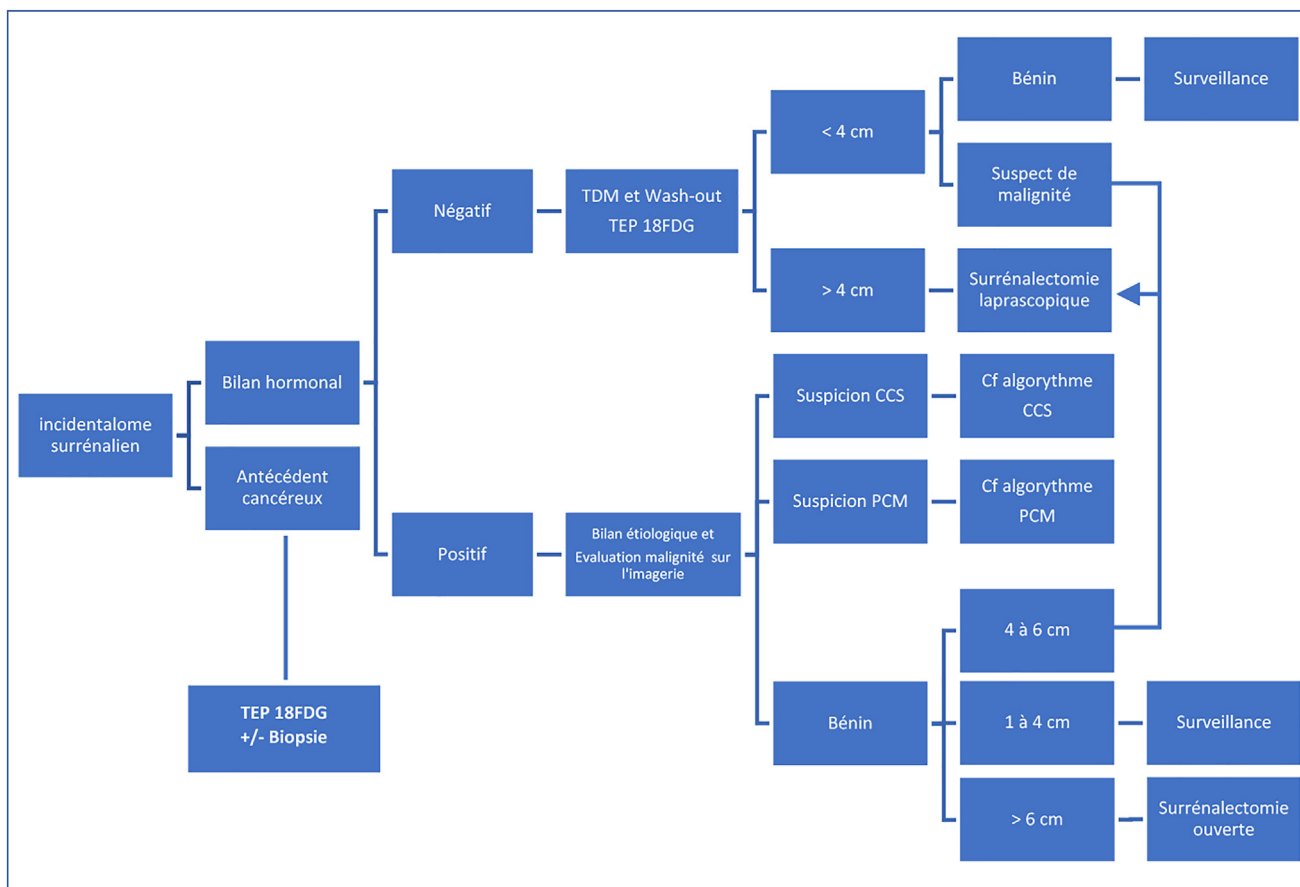 incidentalome
surrénalien
Bilan hormonal
Antécédent
cancéreux
TEP 18FDG
+/- Biopsie
Négatif
TDM et Wash-out
TEP 18FDG
< 4 cm
Bénin
Surveillance
Suspect de
malignité
> 4 cm
Surrénalectomie
laprascopique
Positif
Bilan étiologique et
Evaluation malignité sur
l'imagerie
Suspicion CCS
Cf algorythme
CCS
Suspicion PCM
Cf algorythme
PCM
Bénin
4 à 6 cm
1 à 4 cm
Surveillance
> 6 cm
Surrénalectomie
ouverte